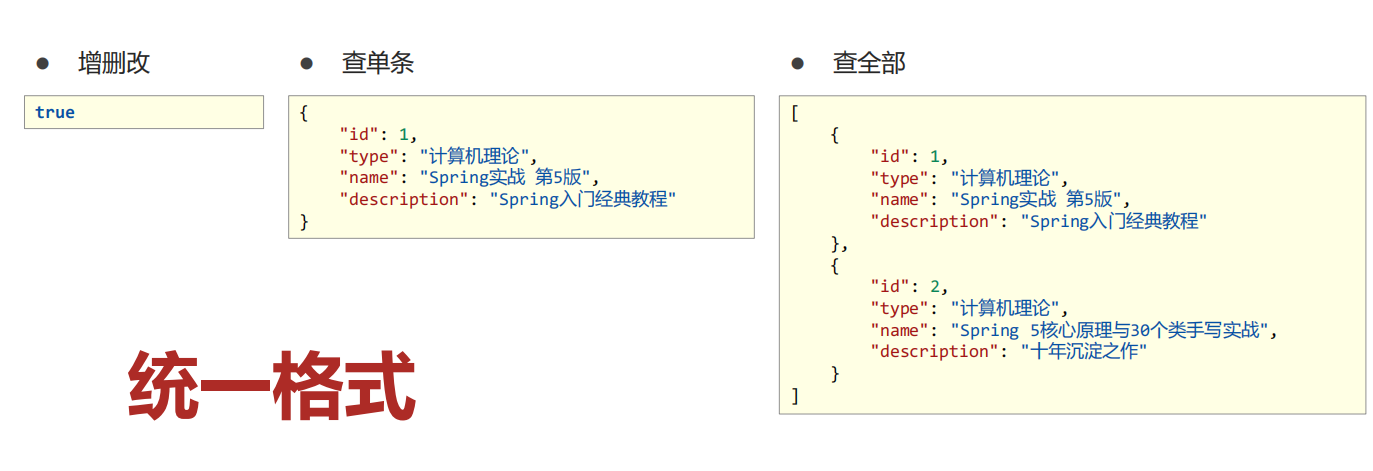 ● 增删改
true
● 查单条
{
    "id": 1,
    "type": "计算机理论",
    "name": "Spring实战 第5版",
    "description": "Spring入门经典教程"
}
● 查全部
[
    {
        "id": 1,
        "type": "计算机理论",
        "name": "Spring实战 第5版",
        "description": "Spring入门经典教程"
    },
    {
        "id": 2,
        "type": "计算机理论",
        "name": "Spring 5核心原理与30个类手写实战",
        "description": "十年沉淀之作"
    }
]
统一格式